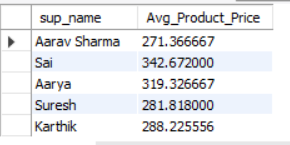 sup_name Avg_Product_Price
Aarav Sharma 271.366667
Sai 342.672000
Aarya 319.326667
Suresh 281.818000
Karthik 288.225556